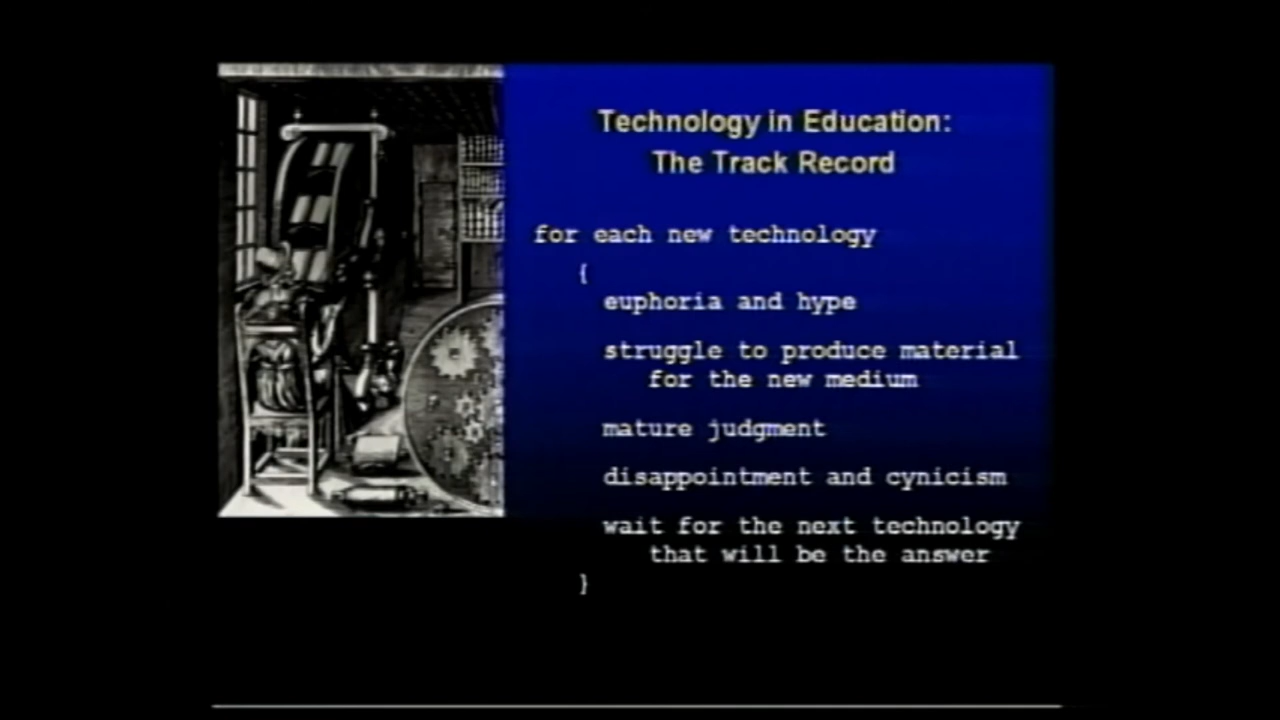 Technology in Education:
The Track Record
for each new technology
{
euphoria and hype
struggle to produce material
for the new medium
mature judgment
disappointment and cynicism
wait for the next technology
that will be the answer
}